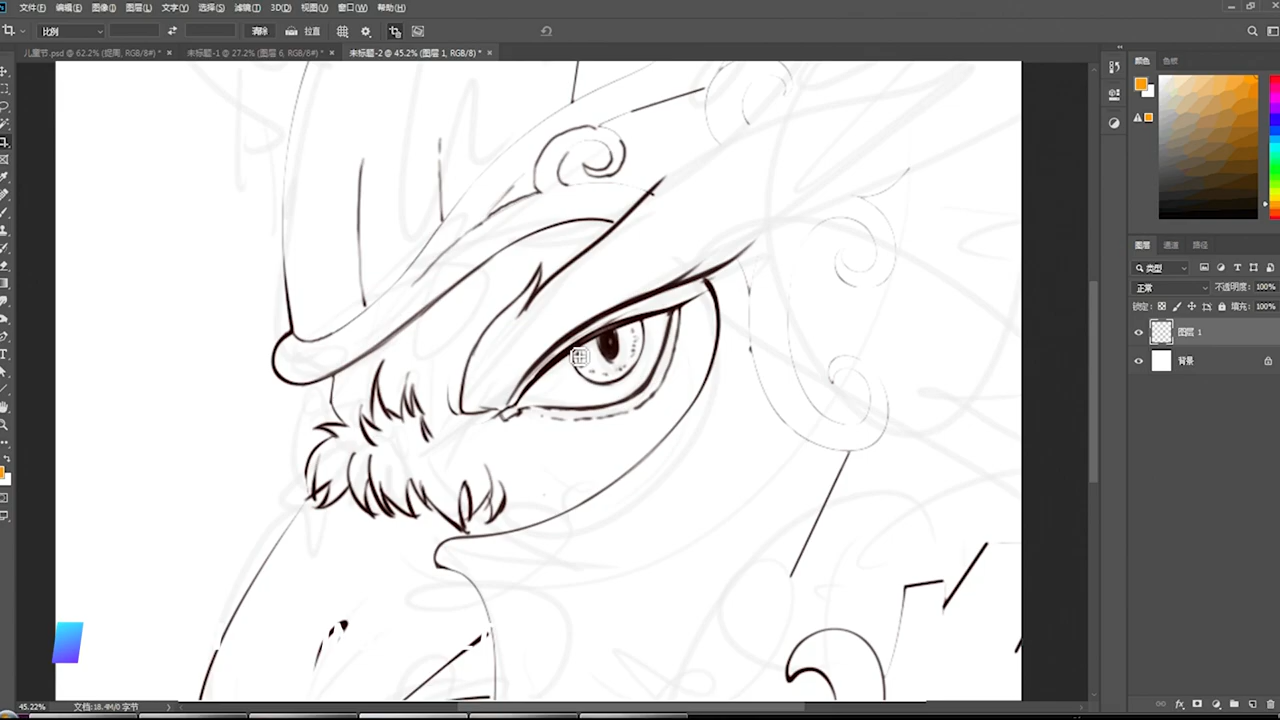 文件(F) 编辑(E) 图像(I) 图层(L) 文字(Y) 选择(S) 滤镜(T) 3D(D) 视图(V) 窗口(W) 帮助(H)
比例 清除 拉直
儿童节.psd @ 62.2% RGB/8#) * × 未标题-1 @ 27.2% (图层 6, RGB/8#) * × 未标题-2 @ 45.2% (图层 1, RGB/8) * ×
颜色 色板
图层 通道 路径
类型
正常 不透明度: 100%
锁定: 填充: 100%
图层 1
背景
45.22% 文档:18.4M/0 字节